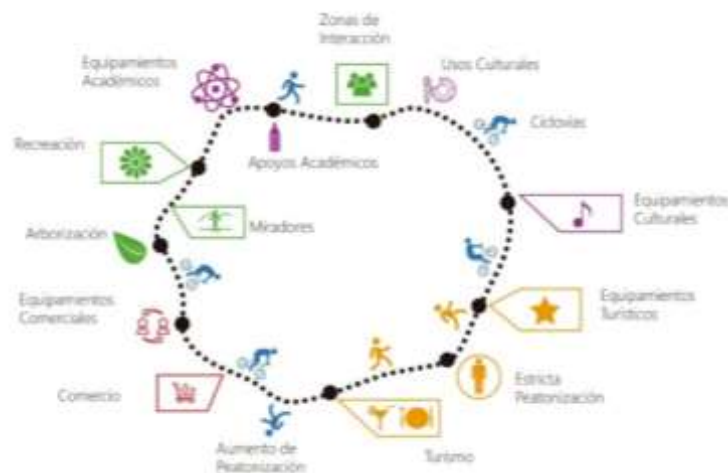 Zonas de
Interacción
Equipamientos
Académicos
Usos Culturales
Ciclovías
Recreación
Apoyos Académicos
Equipamientos
Culturales
Arborización
Miradores
Equipamientos
Comerciales
Equipamientos
Turísticos
Comercio
Estricta
Peatonización
Aumento de
Peatonización
Turismo